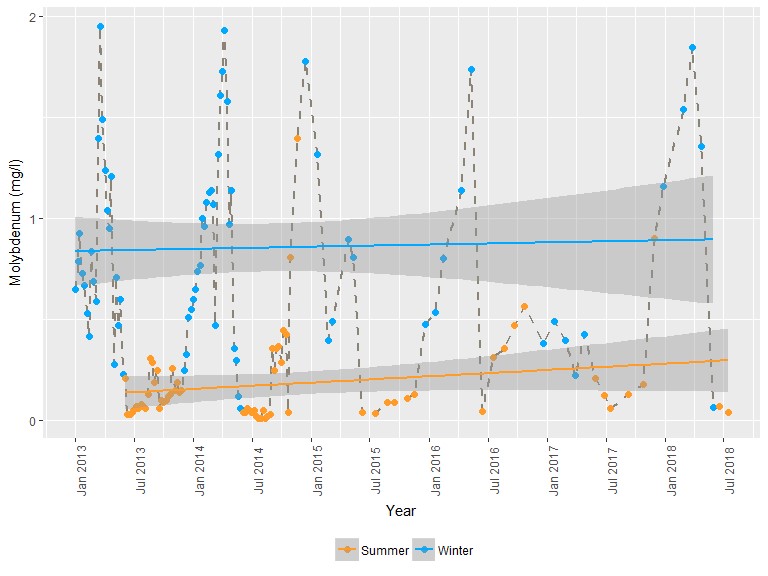 Molybdenum (mg/l)
2
1
0
Jan 2013
Jul 2013
Jan 2014
Jul 2014
Jan 2015
Jul 2015
Jan 2016
Jul 2016
Jan 2017
Jul 2017
Jan 2018
Jul 2018
Year
Summer Winter